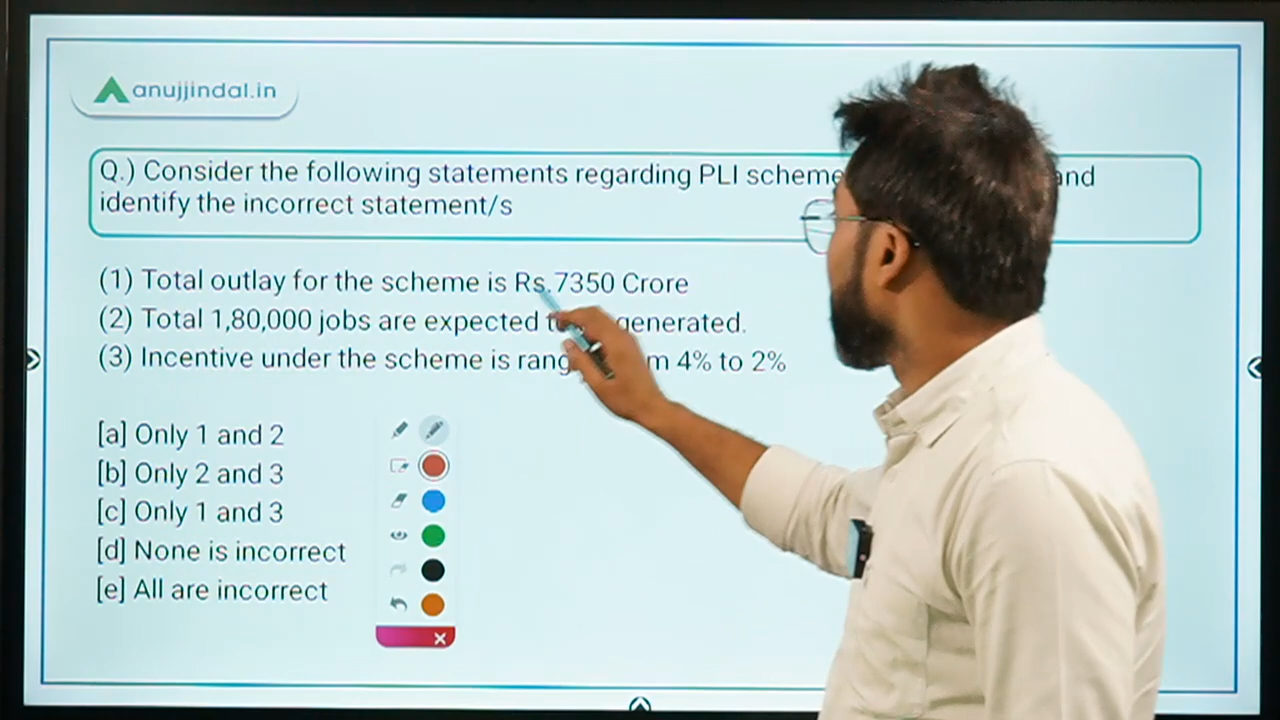 anujjindal.in
Q.) Consider the following statements regarding PLI scheme and
identify the incorrect statement/s
(1) Total outlay for the scheme is Rs.7350 Crore
(2) Total 1,80,000 jobs are expected generated.
(3) Incentive under the scheme is 4% to 2%
[a] Only 1 and 2
[b] Only 2 and 3
[c] Only 1 and 3
[d] None is incorrect
[e] All are incorrect